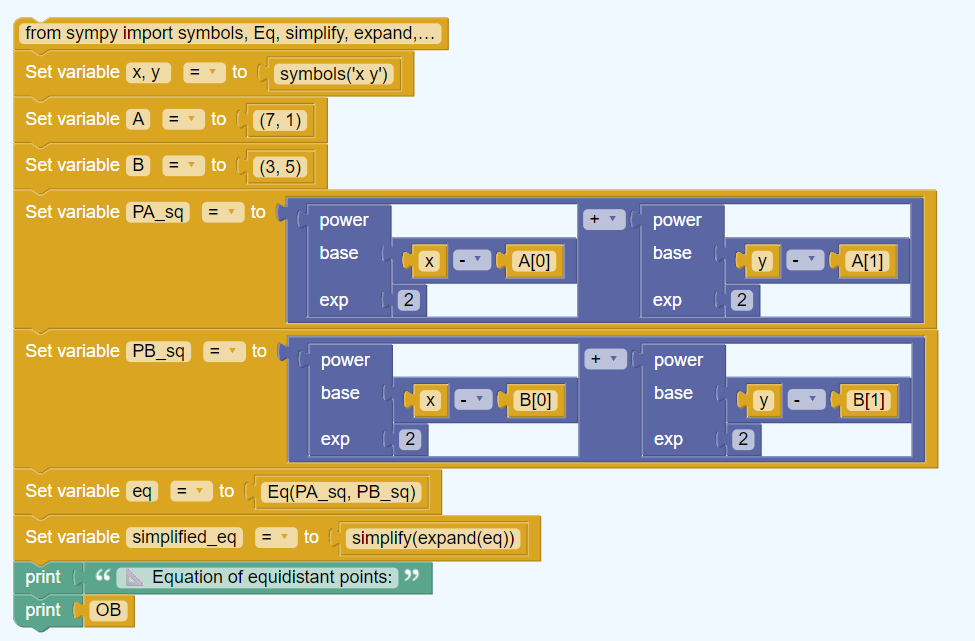 from sympy import symbols, Eq, simplify, expand,...
Set variable x, y = to symbols('x y')
Set variable A = to (7, 1)
Set variable B = to (3, 5)
Set variable PA_sq = to power + power
base x - A[0] base y - A[1]
exp 2 exp 2
Set variable PB_sq = to power + power
base x - B[0] base y - B[1]
exp 2 exp 2
Set variable eq = to Eq(PA_sq, PB_sq)
Set variable simplified_eq = to simplify(expand(eq))
print “ 📐 Equation of equidistant points: ”
print OB